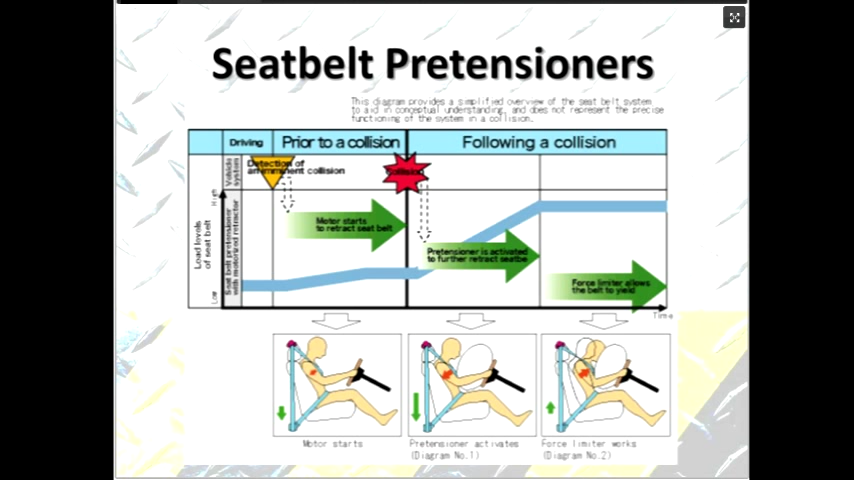 Seatbelt Pretensioners
This diagram provides a simplified overview of the seat belt system
to aid in conceptual understanding, and does not represent the precise
functioning of the system in a collision.
Driving
Prior to a collision
Following a collision
Vehicle
system
Detection of
an imminent collision
Collision
High
Load levels
of seat belt
Low
Seat belt pretensioner
with motorized retractor
Motor starts
to retract seat belt
Pretensioner is activated
to further retract seatbe
Force limiter allows
the belt to yield
Time
Motor starts
Pretensioner activates
(Diagram No.1)
Force limiter works
(Diagram No.2)